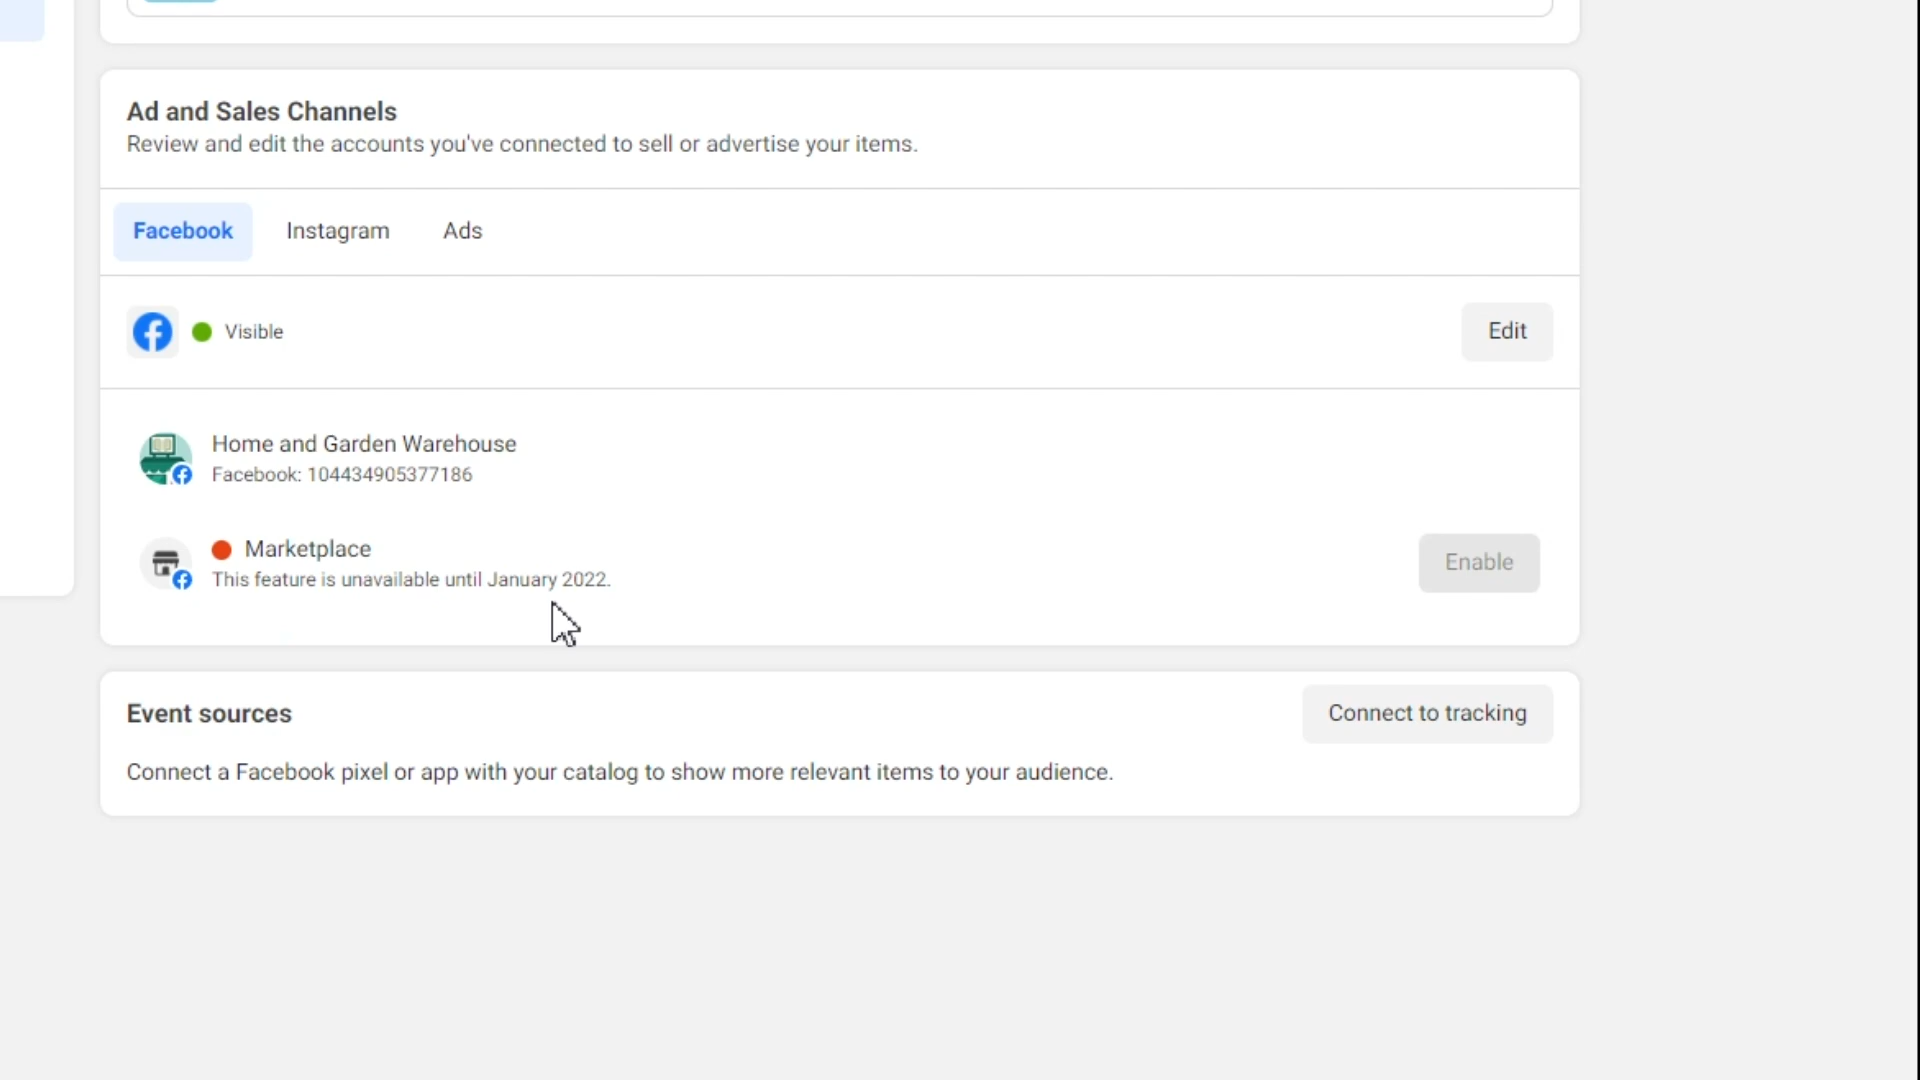 Ad and Sales Channels
Review and edit the accounts you've connected to sell or advertise your items.
Facebook Instagram Ads
Visible Edit
Home and Garden Warehouse
Facebook: 104434905377186
Marketplace
This feature is unavailable until January 2022.
Enable
Event sources
Connect to tracking
Connect a Facebook pixel or app with your catalog to show more relevant items to your audience.